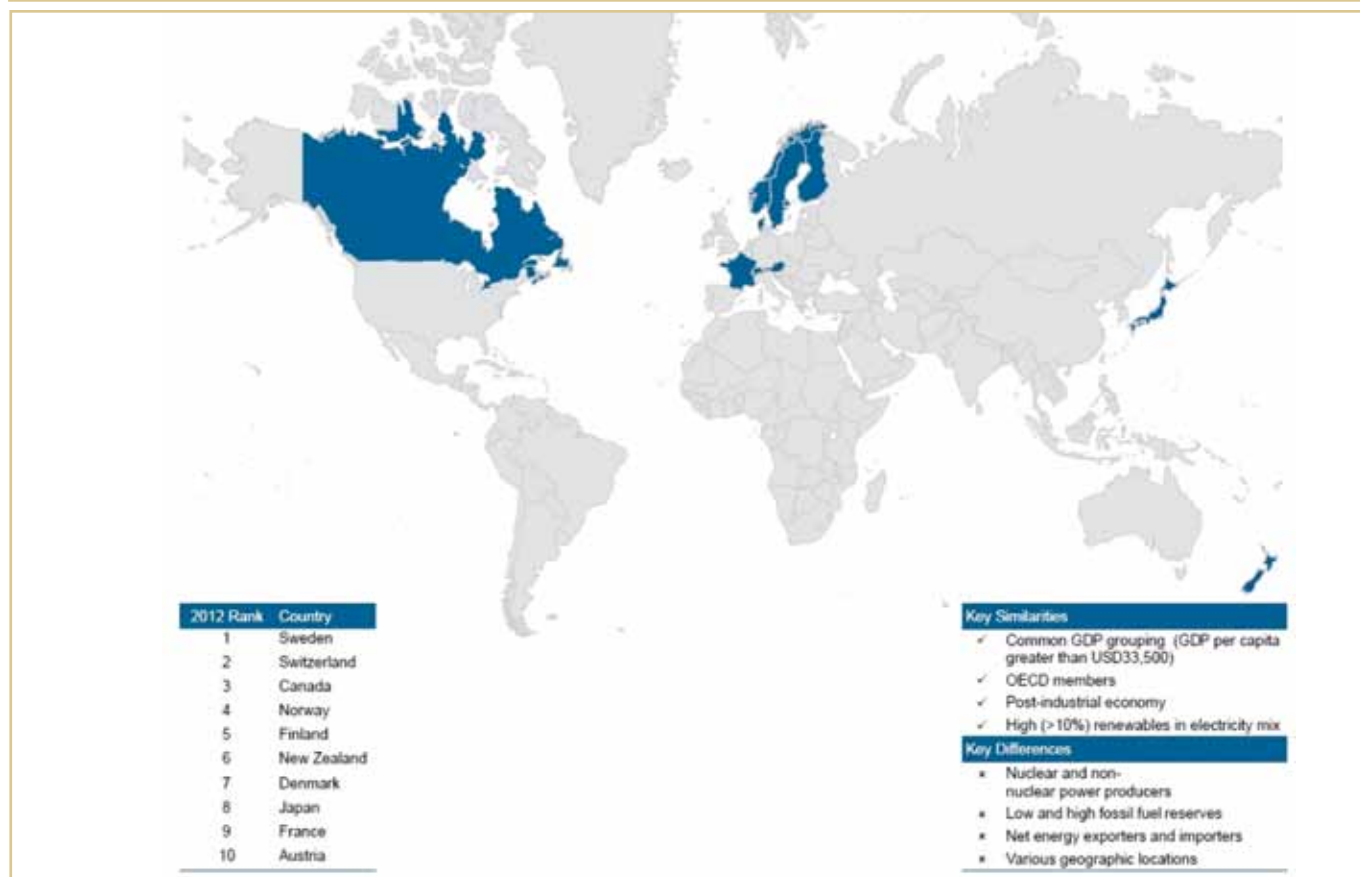 2012 Rank Country
1 Sweden
2 Switzerland
3 Canada
4 Norway
5 Finland
6 New Zealand
7 Denmark
8 Japan
9 France
10 Austria
Key Similarities
✓ Common GDP grouping (GDP per capita
greater than USD33,500)
✓ OECD members
✓ Post-industrial economy
✓ High (>10%) renewables in electricity mix
Key Differences
× Nuclear and non-
nuclear power producers
× Low and high fossil fuel reserves
× Net energy exporters and importers
× Various geographic locations